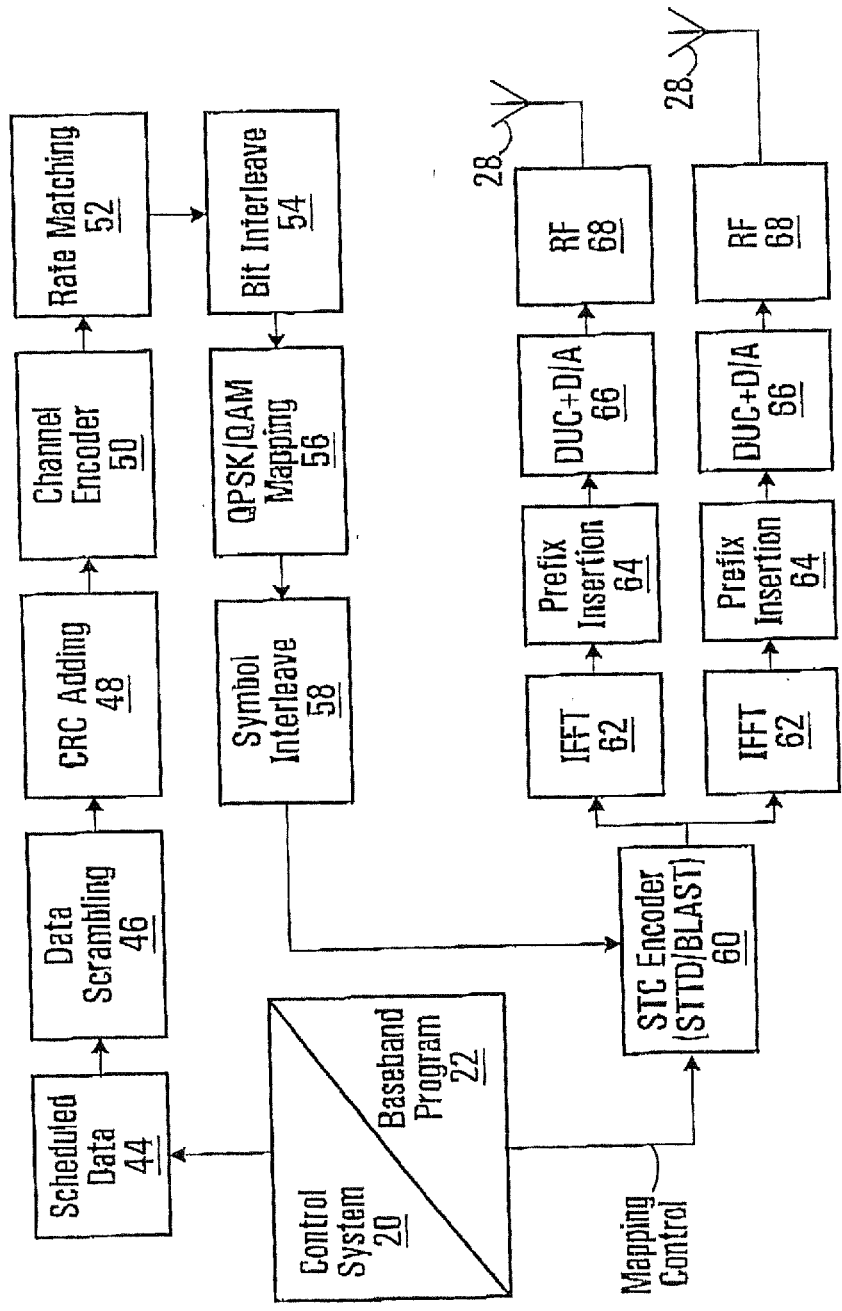 Scheduled
Data
44
Data
Scrambling
46
CRC Adding
48
Channel
Encoder
50
Rate Matching
52
Bit Interleave
54
QPSK/QAM
Mapping
56
Symbol
Interleave
58
Control
System
20
Baseband
Program
22
Mapping
Control
STC Encoder
(STTD/BLAST)
60
IFFT
62
Prefix
Insertion
64
DUC+D/A
66
RF
68
28
IFFT
62
Prefix
Insertion
64
DUC+D/A
66
RF
68
28